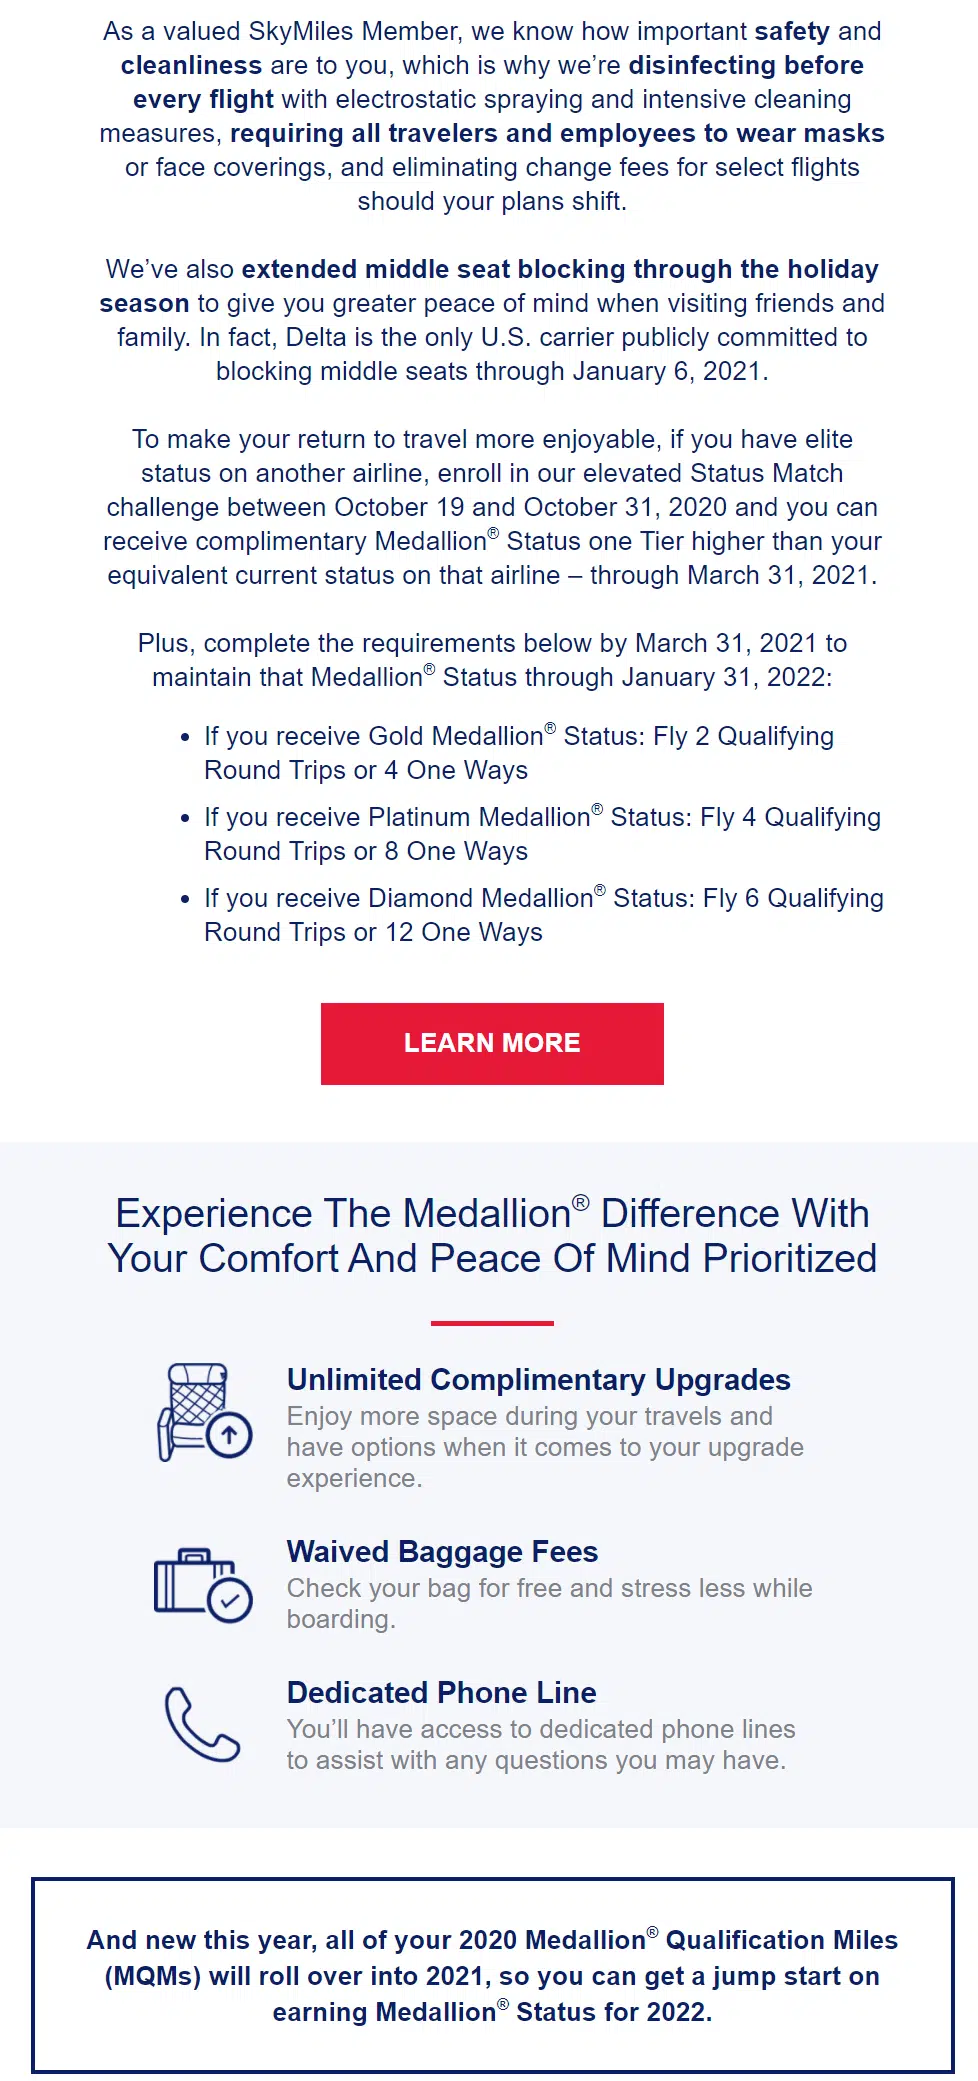 As a valued SkyMiles Member, we know how important safety and
cleanliness are to you, which is why we’re disinfecting before
every flight with electrostatic spraying and intensive cleaning
measures, requiring all travelers and employees to wear masks
or face coverings, and eliminating change fees for select flights
should your plans shift.
We’ve also extended middle seat blocking through the holiday
season to give you greater peace of mind when visiting friends and
family. In fact, Delta is the only U.S. carrier publicly committed to
blocking middle seats through January 6, 2021.
To make your return to travel more enjoyable, if you have elite
status on another airline, enroll in our elevated Status Match
challenge between October 19 and October 31, 2020 and you can
receive complimentary Medallion® Status one Tier higher than your
equivalent current status on that airline – through March 31, 2021.
Plus, complete the requirements below by March 31, 2021 to
maintain that Medallion® Status through January 31, 2022:
• If you receive Gold Medallion® Status: Fly 2 Qualifying
Round Trips or 4 One Ways
• If you receive Platinum Medallion® Status: Fly 4 Qualifying
Round Trips or 8 One Ways
• If you receive Diamond Medallion® Status: Fly 6 Qualifying
Round Trips or 12 One Ways
LEARN MORE
Experience The Medallion® Difference With
Your Comfort And Peace Of Mind Prioritized
Unlimited Complimentary Upgrades
Enjoy more space during your travels and
have options when it comes to your upgrade
experience.
Waived Baggage Fees
Check your bag for free and stress less while
boarding.
Dedicated Phone Line
You’ll have access to dedicated phone lines
to assist with any questions you may have.
And new this year, all of your 2020 Medallion® Qualification Miles
(MQMs) will roll over into 2021, so you can get a jump start on
earning Medallion® Status for 2022.